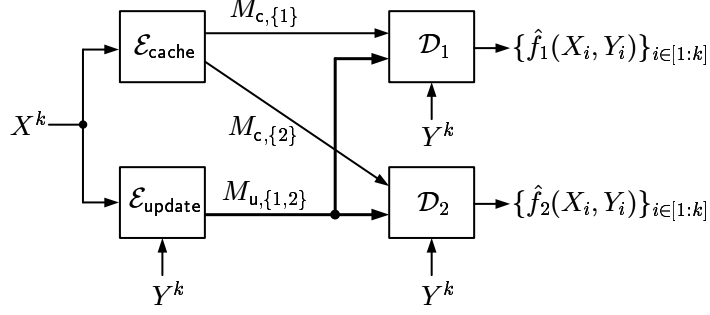 M_{c,{1}}
ℰ_cache
𝒟_1
{f̂_1(X_i, Y_i)}_{i∈[1:k]}
X^k
M_{c,{2}}
Y^k
ℰ_update
M_{u,{1,2}}
𝒟_2
{f̂_2(X_i, Y_i)}_{i∈[1:k]}
Y^k
Y^k